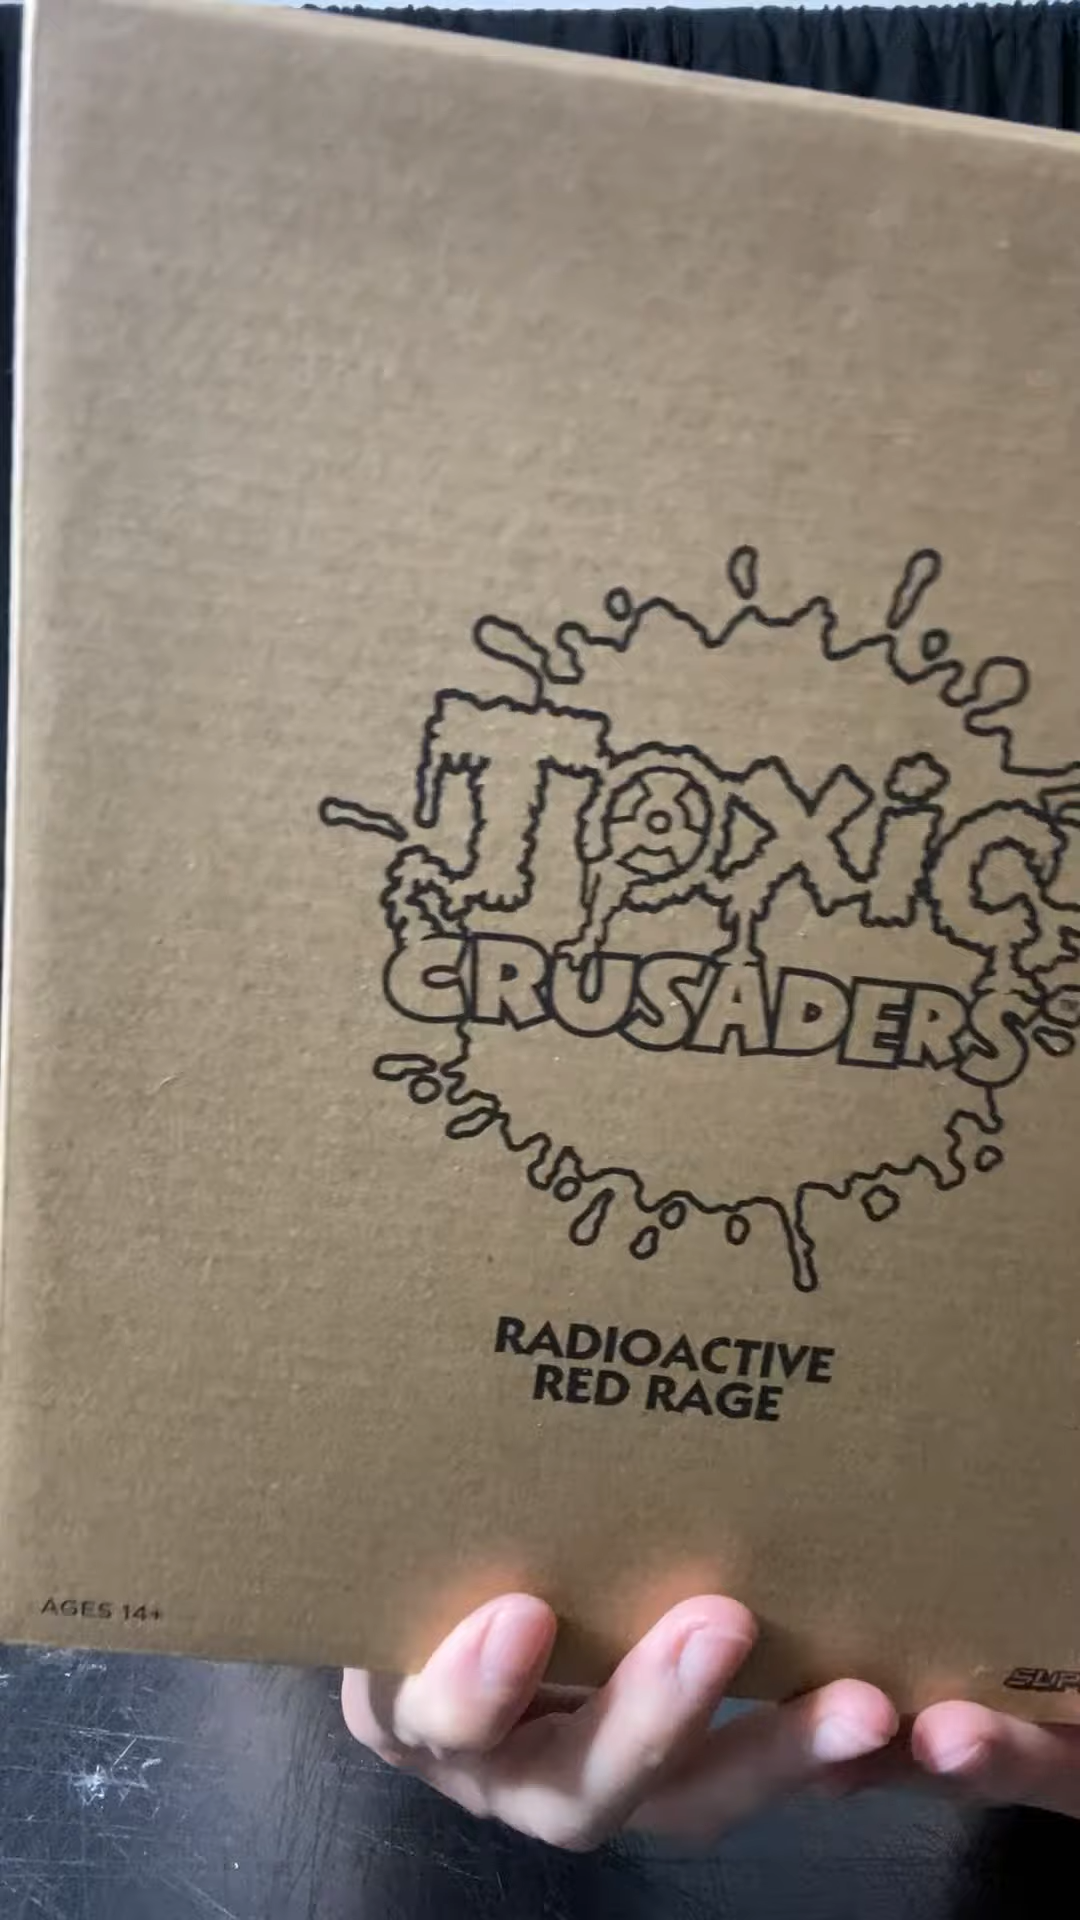 TOXIC
CRUSADERS
RADIOACTIVE
RED RAGE
AGES 14+